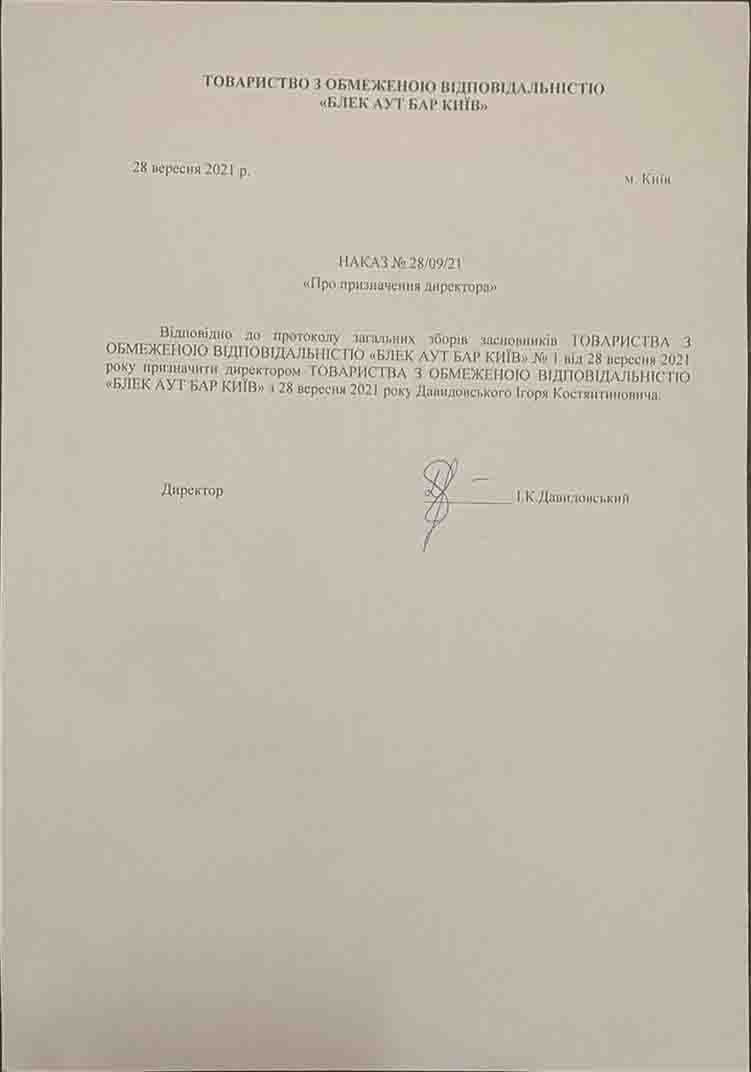 ТОВАРИСТВО З ОБМЕЖЕНОЮ ВІДПОВІДАЛЬНІСТЮ
«БЛЕК АУТ БАР КИЇВ»
28 вересня 2021 р.
м. Київ
НАКАЗ № 28/09/21
«Про призначення директора»
Відповідно до протоколу загальних зборів засновників ТОВАРИСТВА З
ОБМЕЖЕНОЮ ВІДПОВІДАЛЬНІСТЮ «БЛЕК АУТ БАР КИЇВ» № 1 від 28 вересня 2021
року призначити директором ТОВАРИСТВА З ОБМЕЖЕНОЮ ВІДПОВІДАЛЬНІСТЮ
«БЛЕК АУТ БАР КИЇВ» з 28 вересня 2021 року Давидовського Ігоря Костянтиновича.
Директор
І.К.Давидовський